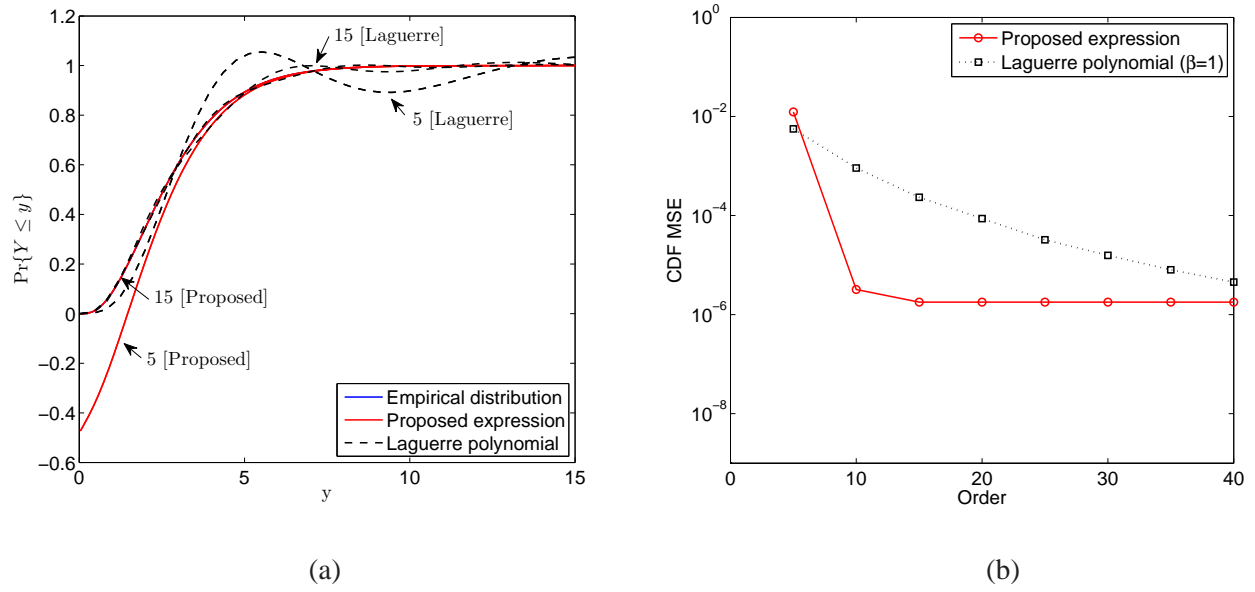 1.2
1
0.8
0.6
0.4
0.2
0
−0.2
−0.4
−0.6
0
5
10
15
y
Pr{Y ≤ y}
15 [Laguerre]
5 [Laguerre]
15 [Proposed]
5 [Proposed]
Empirical distribution
Proposed expression
Laguerre polynomial
(a)
10^0
10^−2
10^−4
10^−6
10^−8
0
10
20
30
40
Order
CDF MSE
Proposed expression
Laguerre polynomial (β=1)
(b)